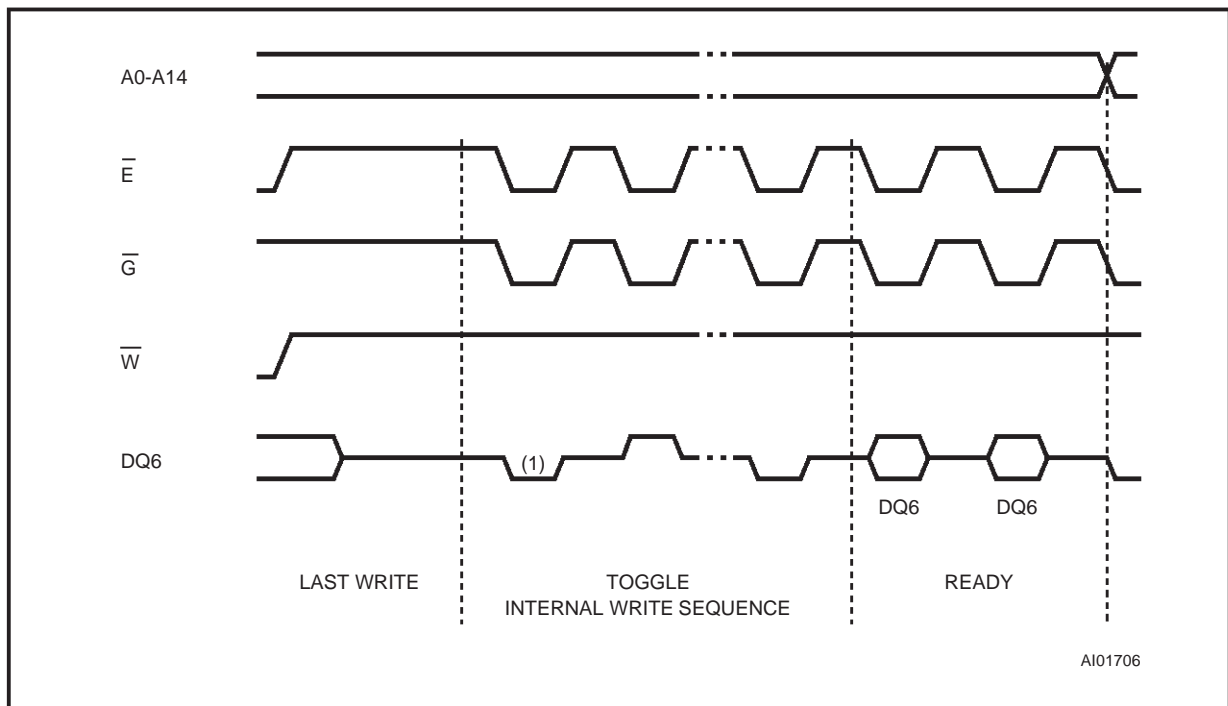 A0-A14
E̅
G̅
W̅
DQ6
(1)
DQ6 DQ6
LAST WRITE
TOGGLE
INTERNAL WRITE SEQUENCE
READY
AI01706